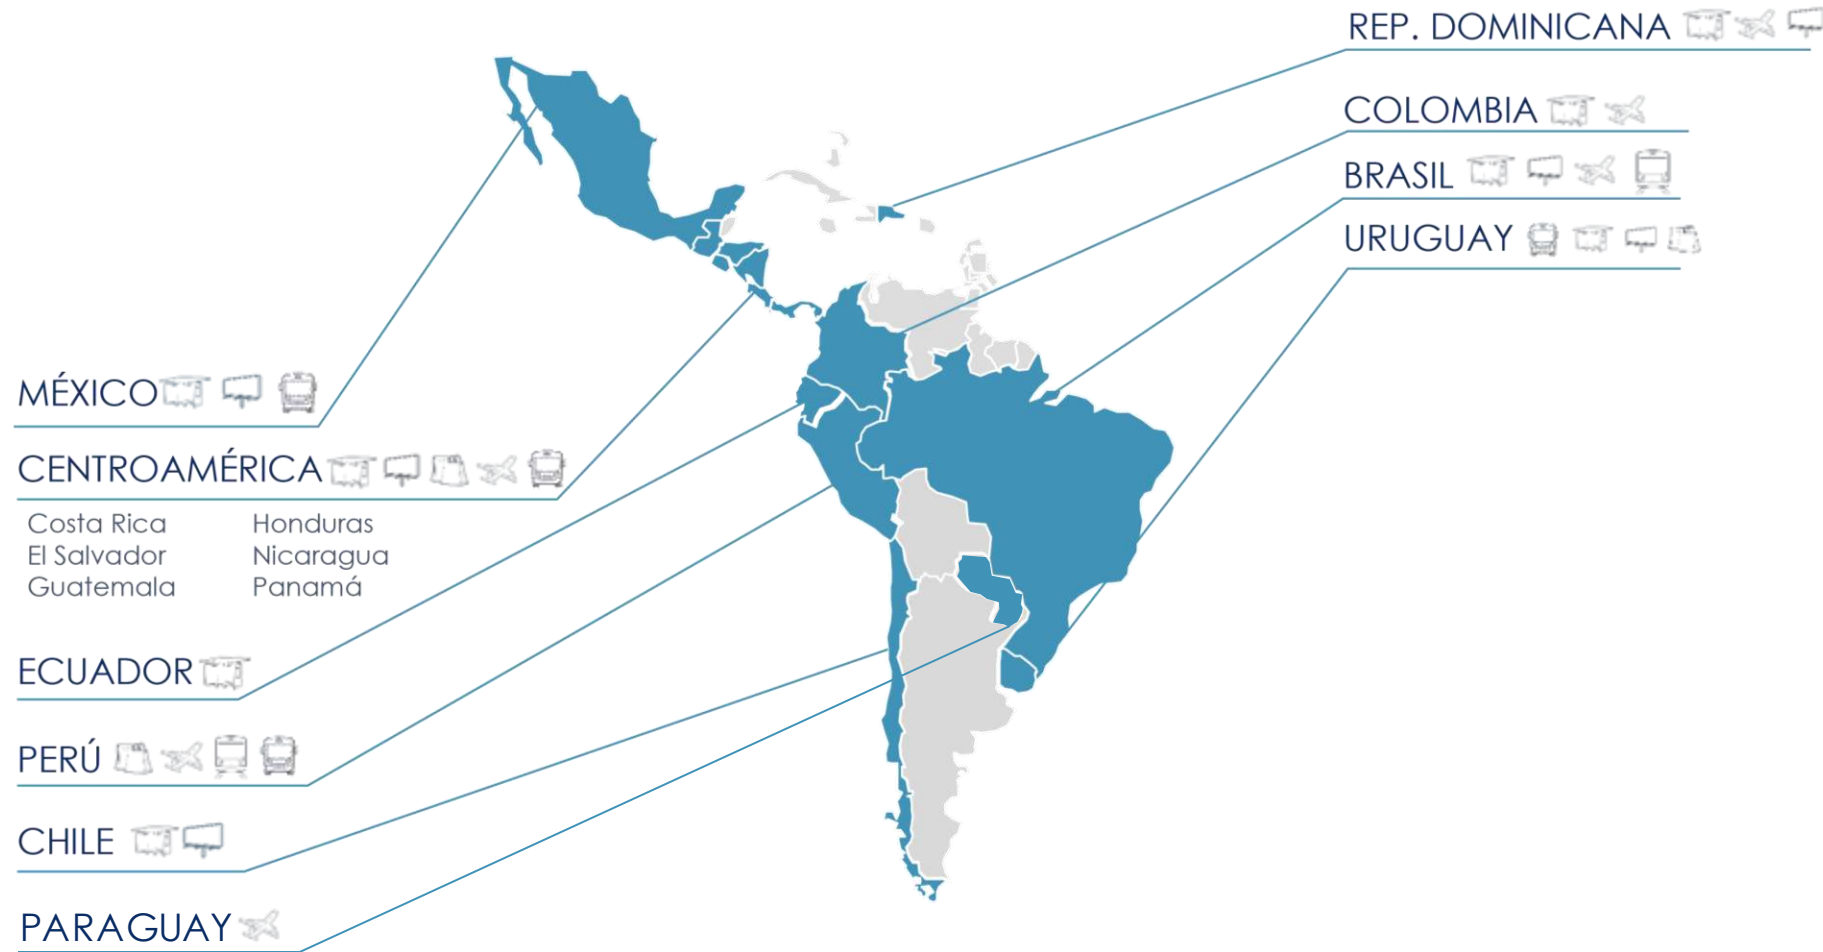 REP. DOMINICANA
COLOMBIA
BRASIL
URUGUAY
MÉXICO
CENTROAMÉRICA
Costa Rica Honduras
El Salvador Nicaragua
Guatemala Panamá
ECUADOR
PERÚ
CHILE
PARAGUAY